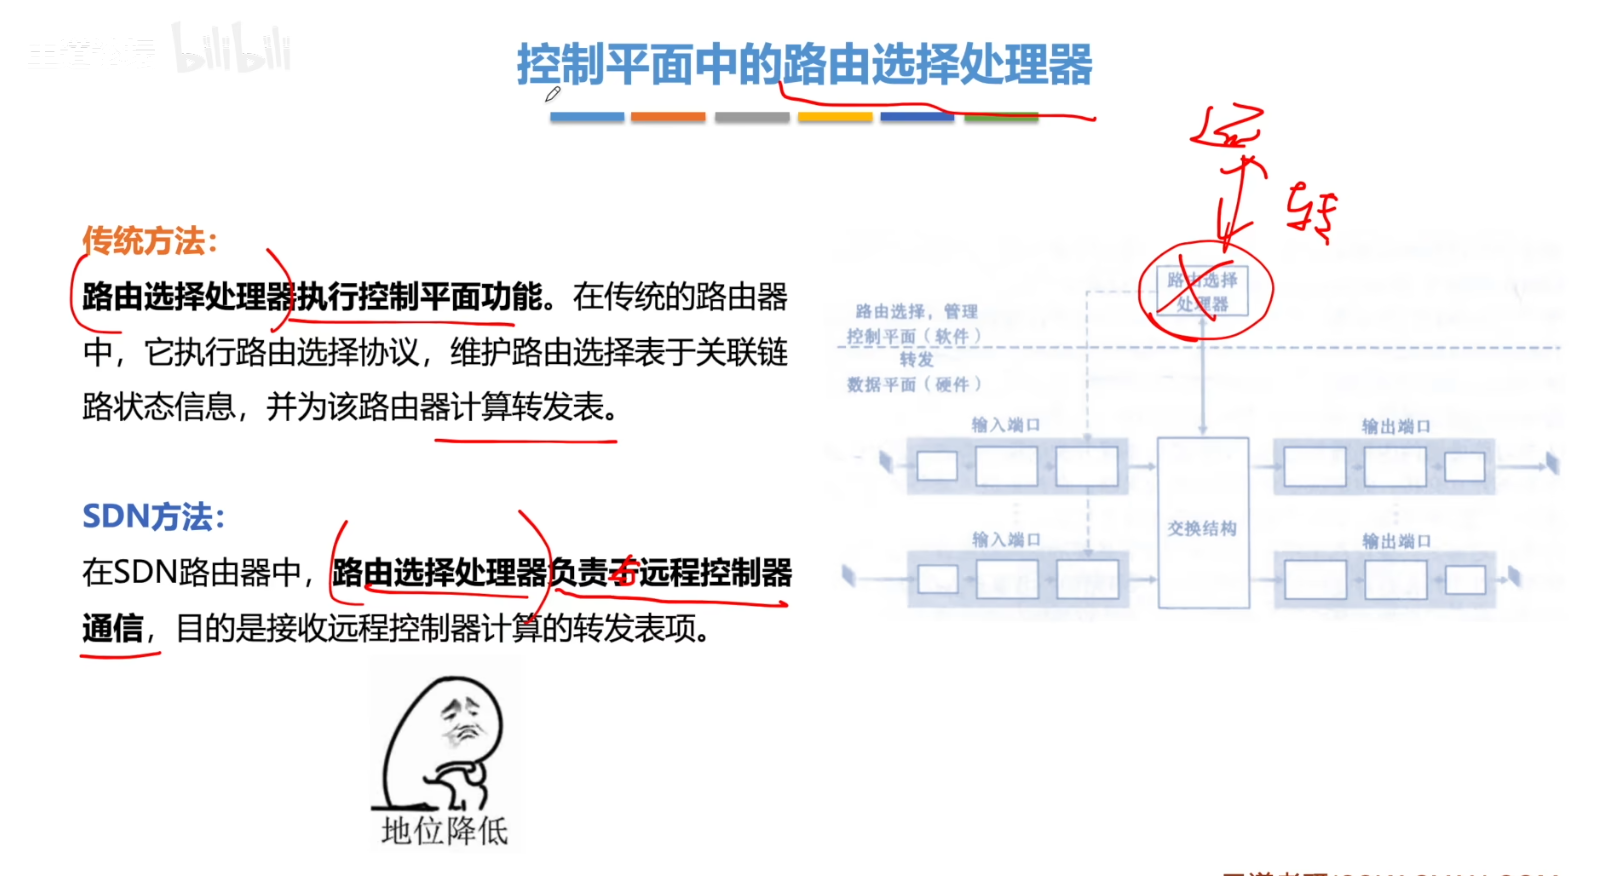 bilibili
控制平面中的路由选择处理器
转
传统方法：
路由选择处理器执行控制平面功能。在传统的路由器
中，它执行路由选择协议，维护路由选择表于关联链
路状态信息，并为该路由器计算转发表。
SDN方法：
在SDN路由器中，路由选择处理器负责与远程控制器
通信，目的是接收远程控制器计算的转发表项。
地位降低
路由选择
处理器
路由选择，管理
控制平面（软件）
转发
数据平面（硬件）
输入端口
输出端口
交换结构
输入端口
输出端口